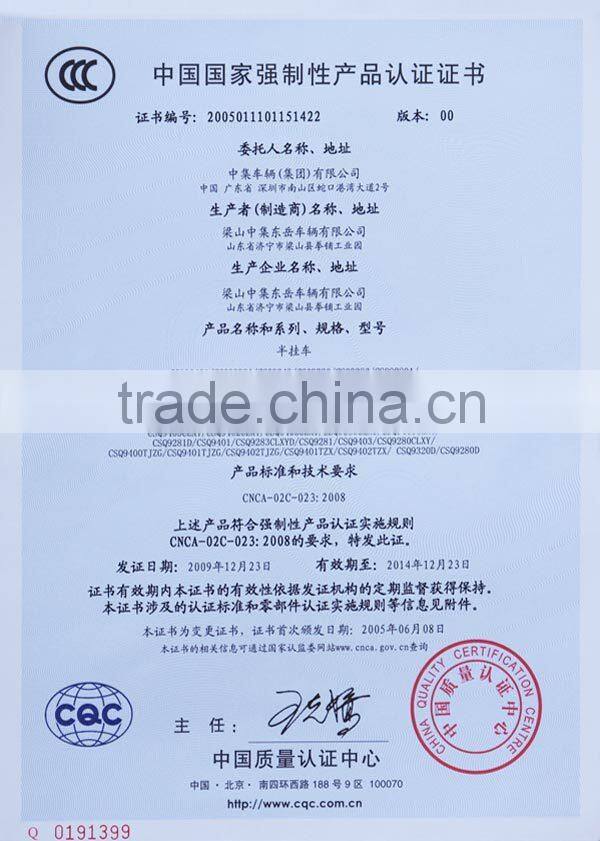 CCC
中国国家强制性产品认证证书
证书编号：2005011101151422 版本：00
委托人名称、地址
中集车辆(集团)有限公司
中国 广东省 深圳市南山区蛇口港湾大道2号
生产者(制造商)名称、地址
梁山中集东岳车辆有限公司
山东省济宁市梁山县拳铺工业园
生产企业名称、地址
梁山中集东岳车辆有限公司
山东省济宁市梁山县拳铺工业园
产品名称和系列、规格、型号
半挂车
trade.china.cn
CSQ9281D/CSQ9401/CSQ9283CLXYD/CSQ9281/CSQ9403/CSQ9280CLXY/
CSQ9400TJZG/CSQ9401TJZG/CSQ9402TJZG/CSQ9401TZX/CSQ9402TZX/ CSQ9320D/CSQ9280D
产品标准和技术要求
CNCA-02C-023:2008
上述产品符合强制性产品认证实施规则
CNCA-02C-023:2008的要求，特发此证。
发证日期：2009年12月23日 有效期至：2014年12月23日
证书有效期内本证书的有效性依据发证机构的定期监督获得保持。
本证书涉及的认证标准和零部件认证实施规则等信息见附件。
本证书为变更证书，证书首次颁发日期：2005年06月08日
本证书的相关信息可通过国家认监委网站www.cnca.gov.cn查询
CHINA QUALITY CERTIFICATION CENTRE
中国质量认证中心
CQC
主任：
中国质量认证中心
中国·北京·南四环西路188号9区 100070
http://www.cqc.com.cn
Q 0191399